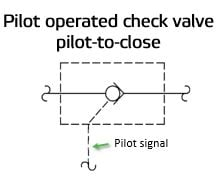 Pilot operated check valve
pilot-to-close
Pilot signal